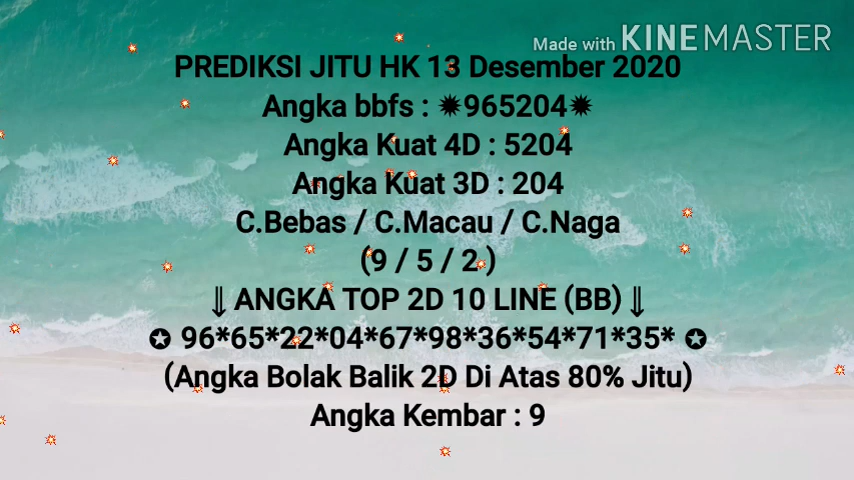 Made with KINEMASTER
PREDIKSI JITU HK 13 Desember 2020
Angka bbfs : ✹965204✹
Angka Kuat 4D : 5204
Angka Kuat 3D : 204
C.Bebas / C.Macau / C.Naga
(9 / 5 / 2 )
⇓ ANGKA TOP 2D 10 LINE (BB) ⇓
✪ 96*65*22*04*67*98*36*54*71*35* ✪
(Angka Bolak Balik 2D Di Atas 80% Jitu)
Angka Kembar : 9